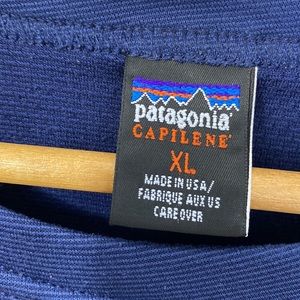 patagonia
CAPILENE
XL
MADE IN USA/
FABRIQUE AUX US
CARE OVER